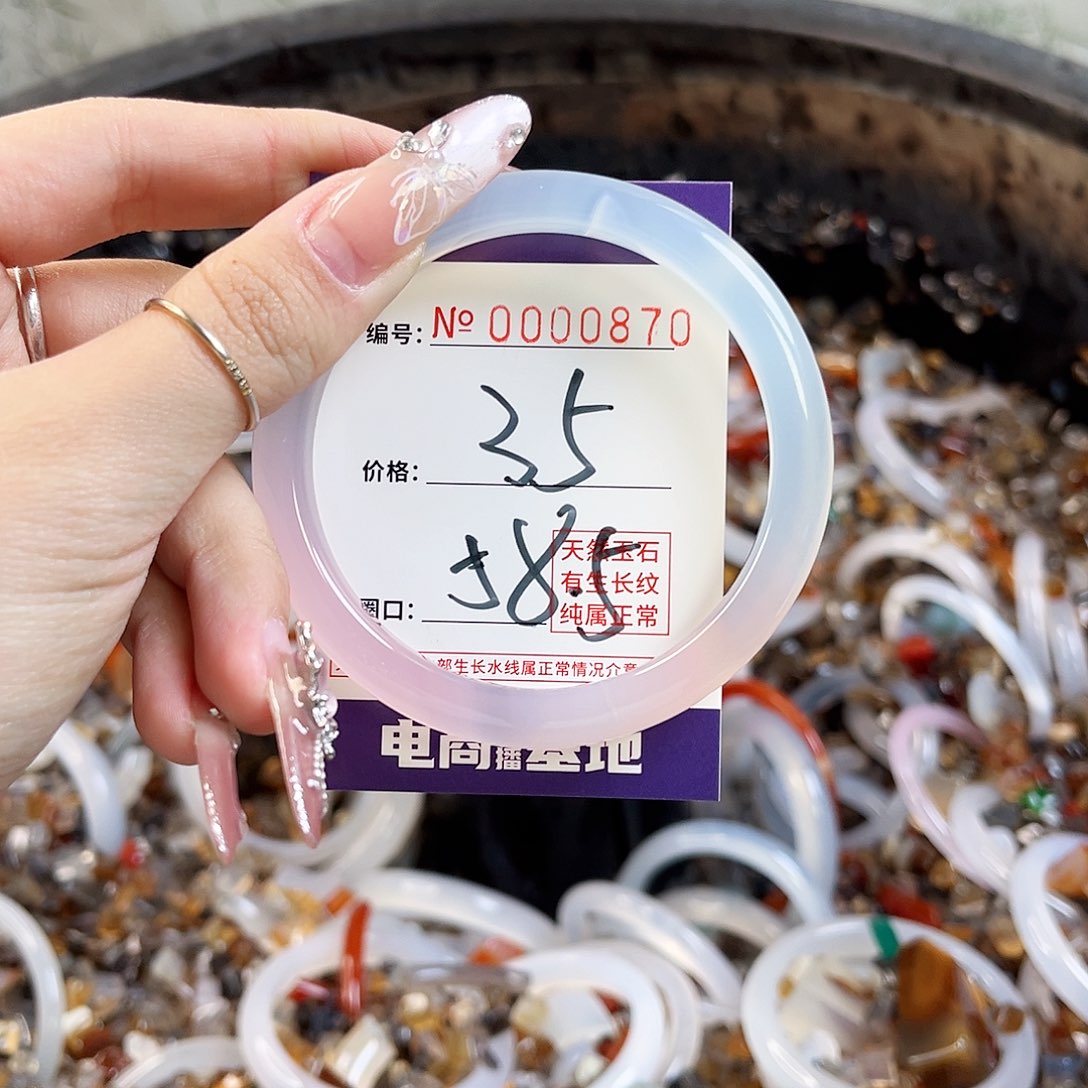 编号: № 0000870
价格: 35
圈口: 58.5
天然玉石
有生长纹
纯属正常
部生长水线属正常情况介意
电商播基地